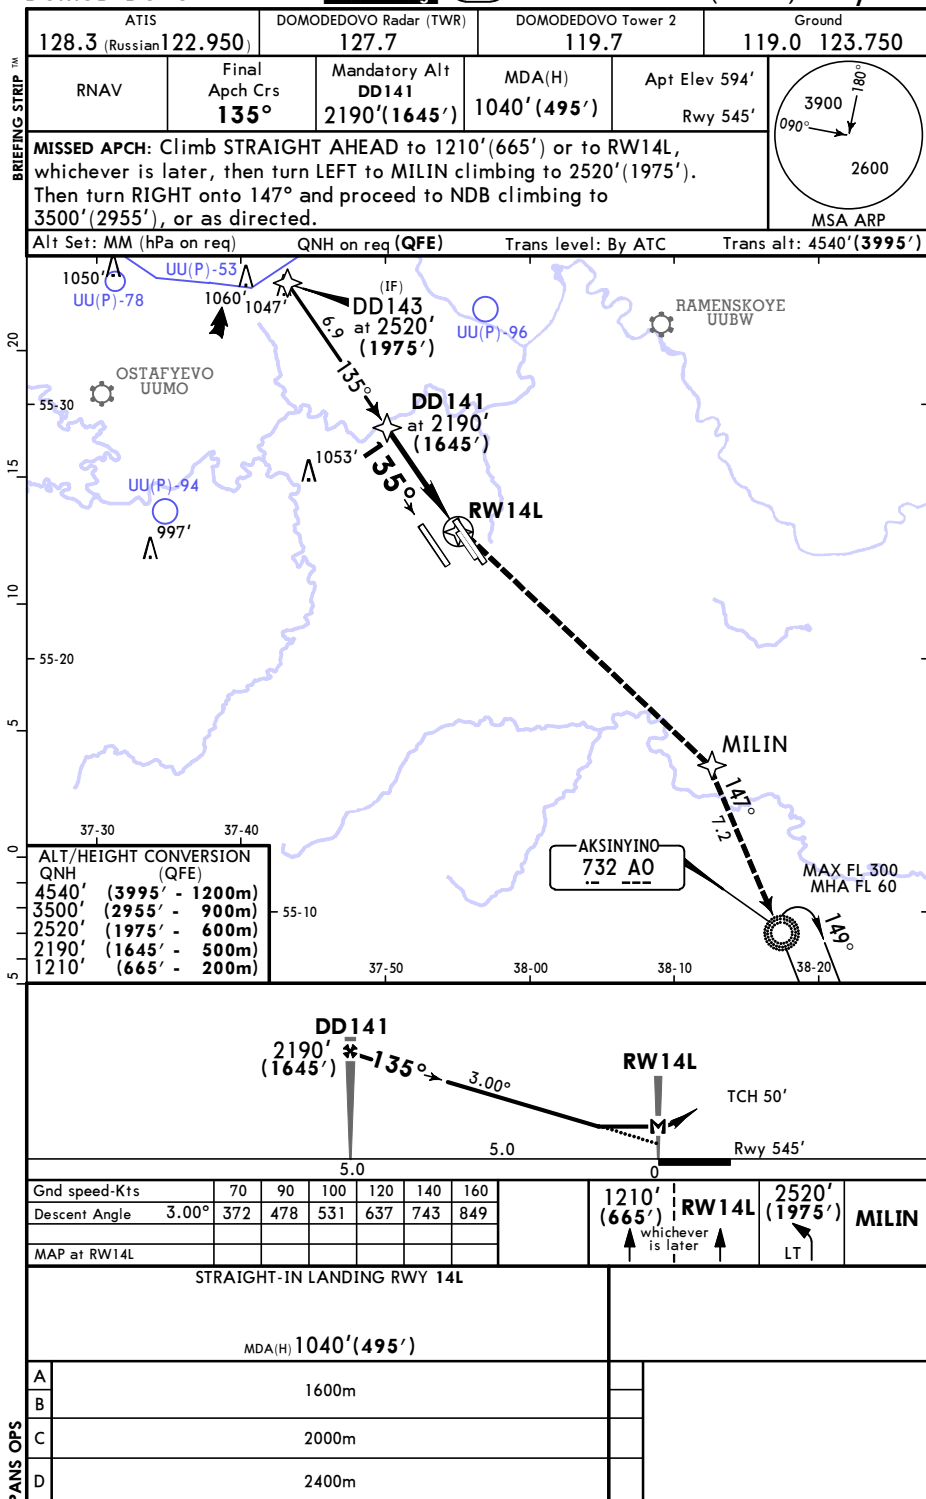 ATIS
128.3 (Russian 122.950)
DOMODEDOVO Radar (TWR)
127.7
DOMODEDOVO Tower 2
119.7
Ground
119.0 123.750
BRIEFING STRIP TM
RNAV
Final
Apch Crs
135°
Mandatory Alt
DD141
2190'(1645')
MDA(H)
1040'(495')
Apt Elev 594'
Rwy 545'
180°
3900
090°
2600
MSA ARP
MISSED APCH: Climb STRAIGHT AHEAD to 1210'(665') or to RW14L,
whichever is later, then turn LEFT to MILIN climbing to 2520'(1975').
Then turn RIGHT onto 147° and proceed to NDB climbing to
3500'(2955'), or as directed.
Alt Set: MM (hPa on req)
QNH on req (QFE)
Trans level: By ATC
Trans alt: 4540'(3995')
1050'
UU(P)-78
UU(P)-53
1060'
1047'
(IF)
DD143
at 2520'
(1975')
UU(P)-96
RAMENSKOYE
UUBW
6.9
135°
20
OSTAFYEVO
UUMO
55-30
DD141
at 2190'
(1645')
135°
1053'
15
UU(P)-94
997'
RW14L
10
55-20
5
MILIN
147°
7.2
37-30
37-40
0
ALT/HEIGHT CONVERSION
QNH (QFE)
4540' (3995' - 1200m)
3500' (2955' - 900m)
2520' (1975' - 600m)
2190' (1645' - 500m)
1210' (665' - 200m)
55-10
AKSINYINO
732 AO
MAX FL 300
MHA FL 60
149°
5
37-50
38-00
38-10
38-20
DD141
2190'
(1645')
135°
3.00°
RW14L
TCH 50'
M
5.0
Rwy 545'
5.0
0
Gnd speed-Kts 70 90 100 120 140 160
Descent Angle 3.00° 372 478 531 637 743 849
MAP at RW14L
1210'
(665')
RW14L
whichever
is later
2520'
(1975')
LT
MILIN
STRAIGHT-IN LANDING RWY 14L
MDA(H) 1040'(495')
A
B
1600m
C
2000m
D
2400m
PANS OPS